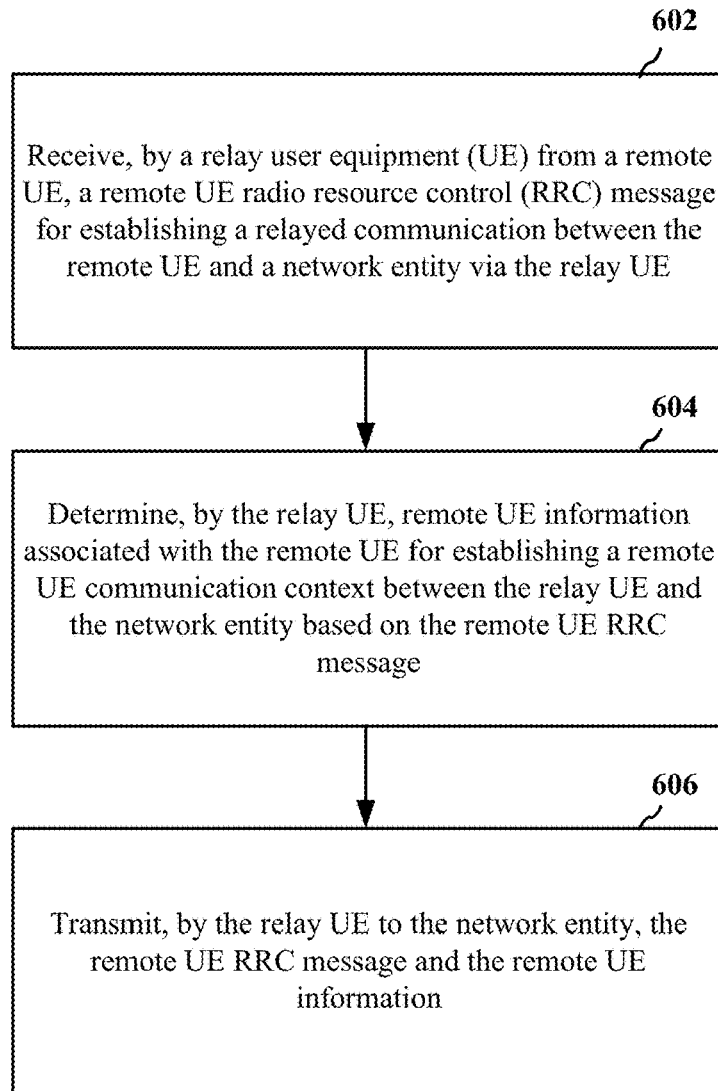 602
Receive, by a relay user equipment (UE) from a remote
UE, a remote UE radio resource control (RRC) message
for establishing a relayed communication between the
remote UE and a network entity via the relay UE
604
Determine, by the relay UE, remote UE information
associated with the remote UE for establishing a remote
UE communication context between the relay UE and
the network entity based on the remote UE RRC
message
606
Transmit, by the relay UE to the network entity, the
remote UE RRC message and the remote UE
information